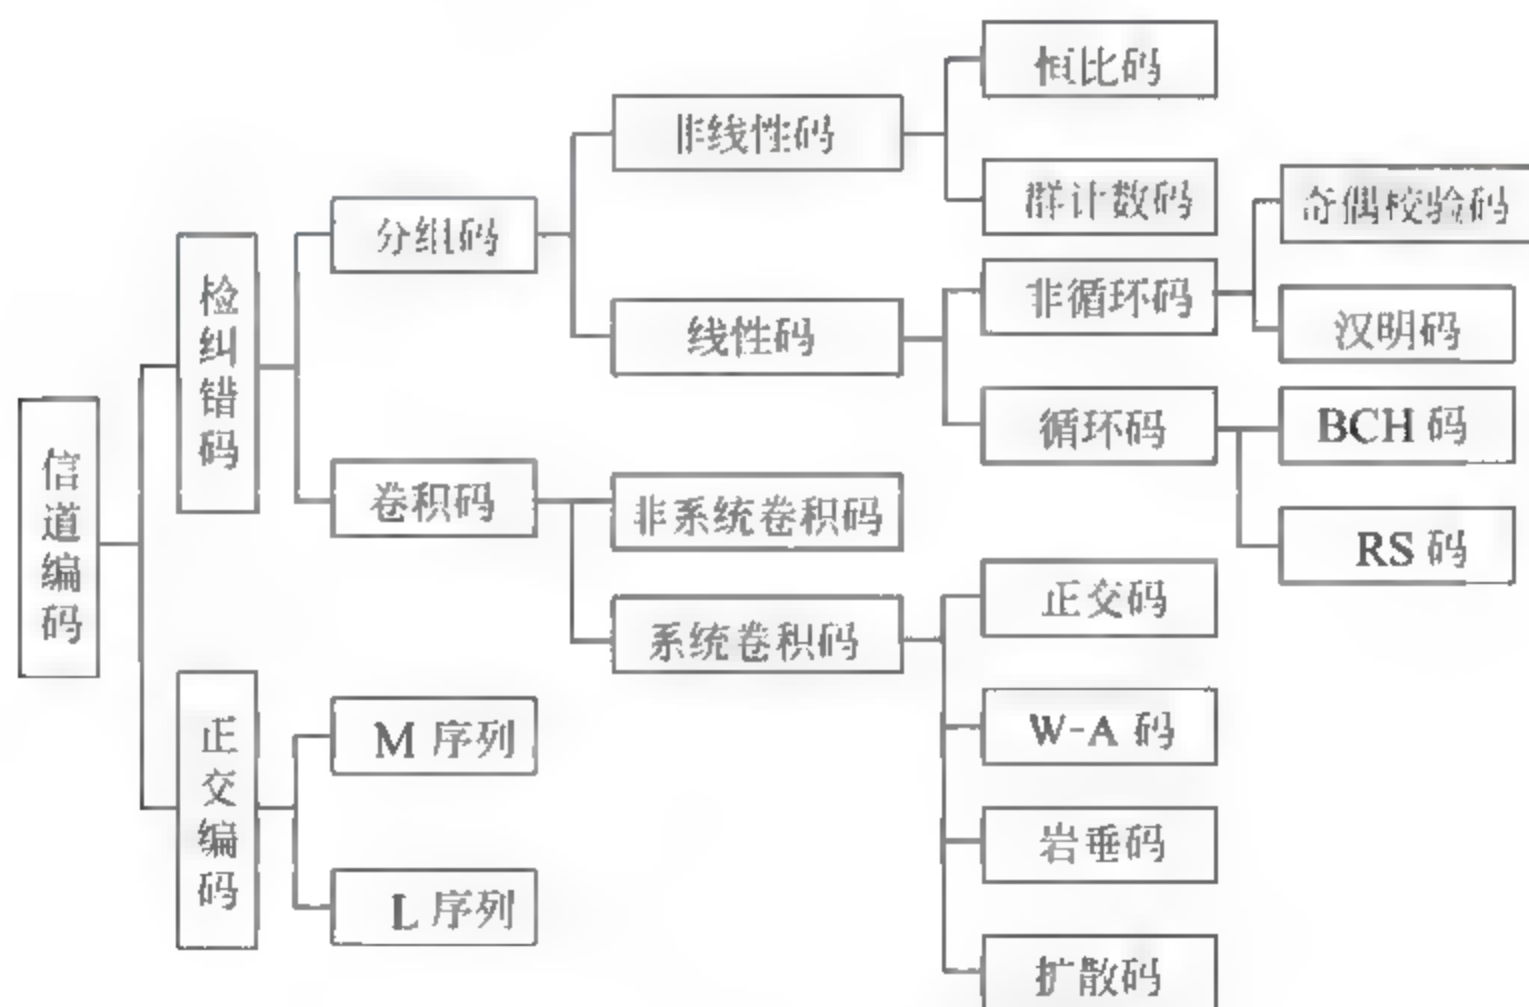 信道编码
检纠错码
正交编码
分组码
卷积码
M 序列
L 序列
非线性码
线性码
非系统卷积码
系统卷积码
恒比码
群计数码
非循环码
循环码
正交码
W-A 码
岩垂码
扩散码
奇偶校验码
汉明码
BCH 码
RS 码